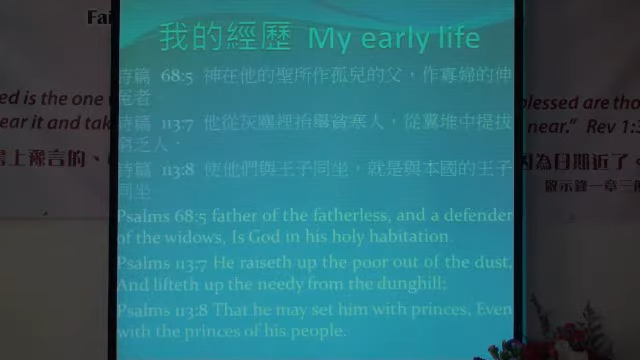 Fai
我的經歷 My early life
詩篇 68:5 神在他的聖所作孤兒的父，作寡婦的伸
冤者．
詩篇 113:7 他從灰塵裡抬舉貧寒人，從糞堆中提拔
窮乏人．
詩篇 113:8 使他們與王子同坐，就是與本國的王子
同坐
Psalms 68:5 father of the fatherless, and a defender
of the widows, Is God in his holy habitation.
Psalms 113:7 He raiseth up the poor out of the dust,
And lifteth up the needy from the dunghill;
Psalms 113:8 That he may set him with princes, Even
with the princes of his people.
ed is the one
ear it and tak
書上豫言的、
blessed are tho
near.” Rev 1:3
因為日期近了。
啟示錄一章三